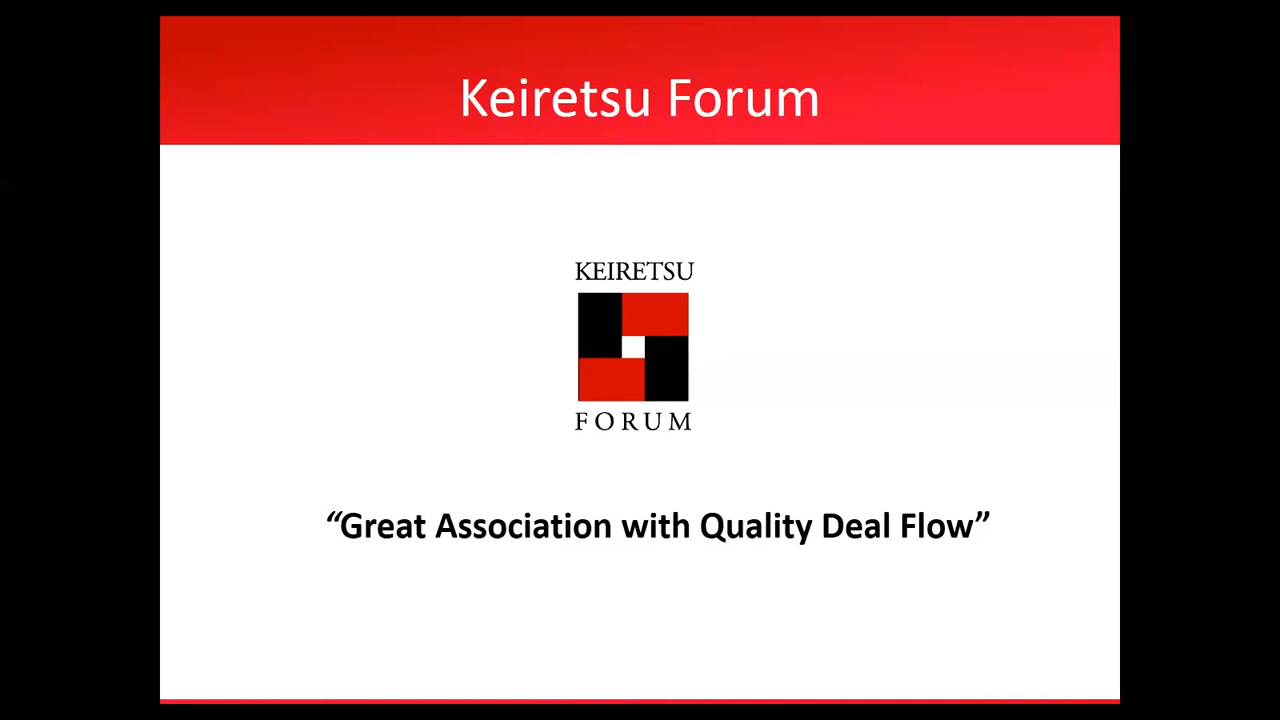 Keiretsu Forum
KEIRETSU
FORUM
“Great Association with Quality Deal Flow”